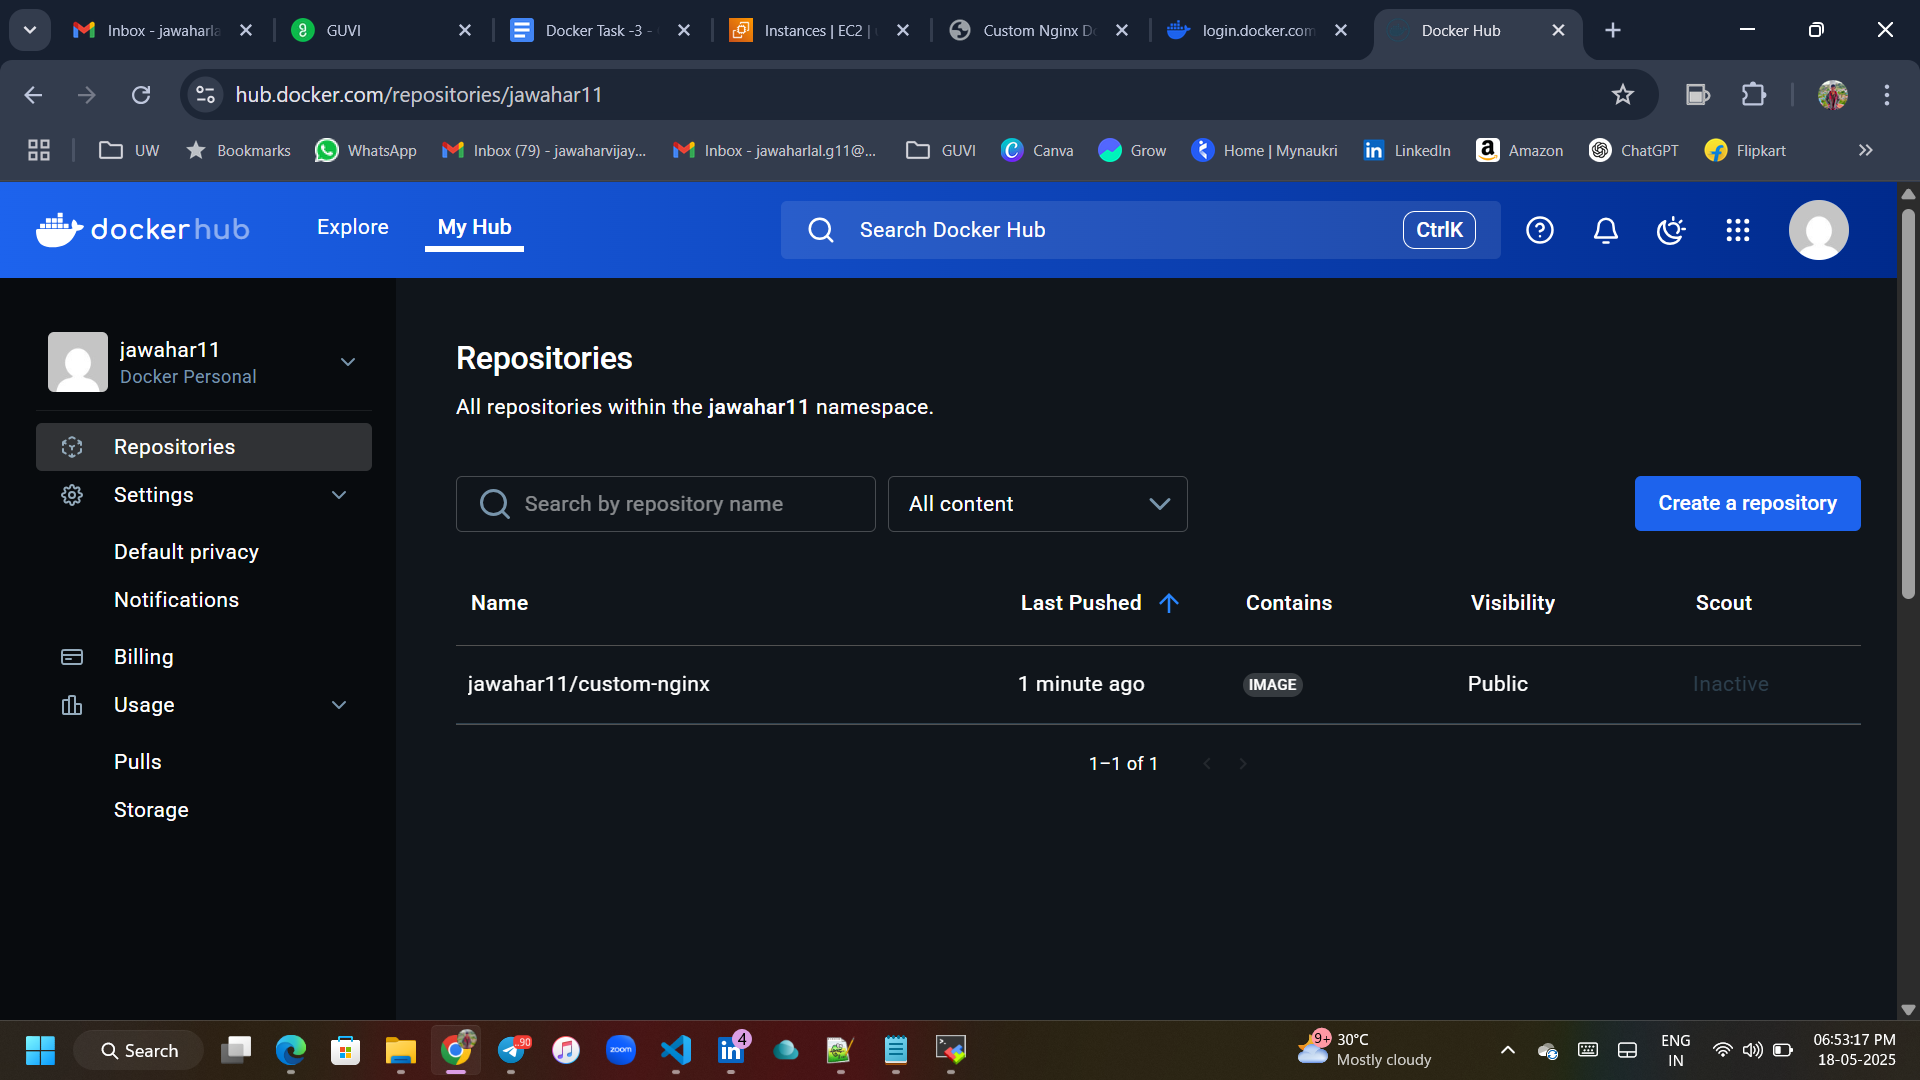 Inbox - jawaharla
GUVI
Docker Task -3 -
Instances | EC2 |
Custom Nginx D
login.docker.com
Docker Hub
hub.docker.com/repositories/jawahar11
UW
Bookmarks
WhatsApp
Inbox (79) - jawaharvijay...
Inbox - jawaharlal.g11@...
GUVI
Canva
Grow
Home | Mynaukri
LinkedIn
Amazon
ChatGPT
Flipkart
dockerhub
Explore
My Hub
Search Docker Hub
CtrlK
jawahar11
Docker Personal
Repositories
Settings
Default privacy
Notifications
Billing
Usage
Pulls
Storage
Repositories
All repositories within the jawahar11 namespace.
Search by repository name
All content
Create a repository
Name Last Pushed Contains Visibility Scout
jawahar11/custom-nginx 1 minute ago IMAGE Public Inactive
1–1 of 1
Search
90
zoom
4
9+
30°C
Mostly cloudy
ENG
IN
06:53:17 PM
18-05-2025